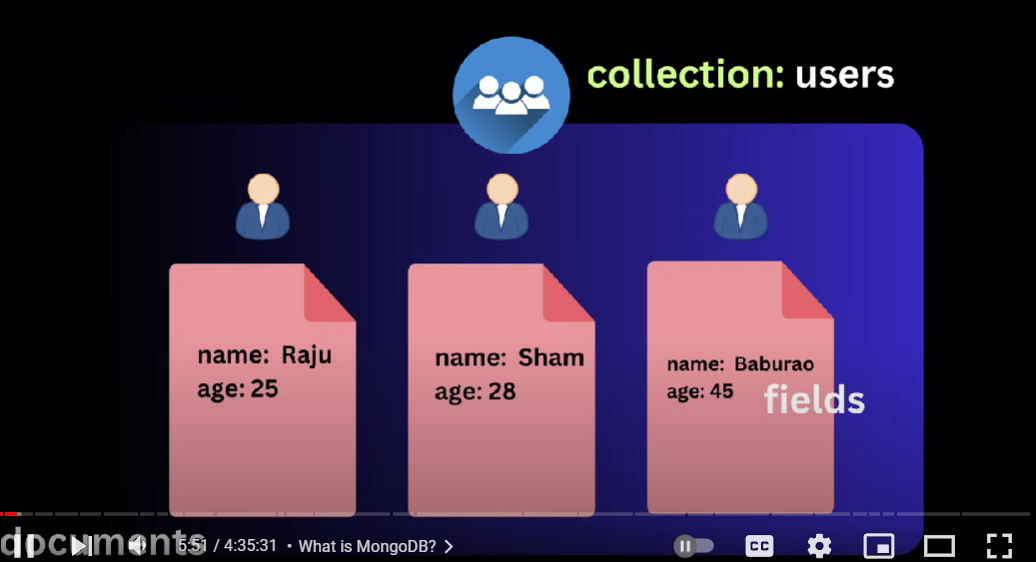 collection: users
name: Raju
age: 25
name: Sham
age: 28
name: Baburao
age: 45
fields
documents
5:51 / 4:35:31 • What is MongoDB?
CC